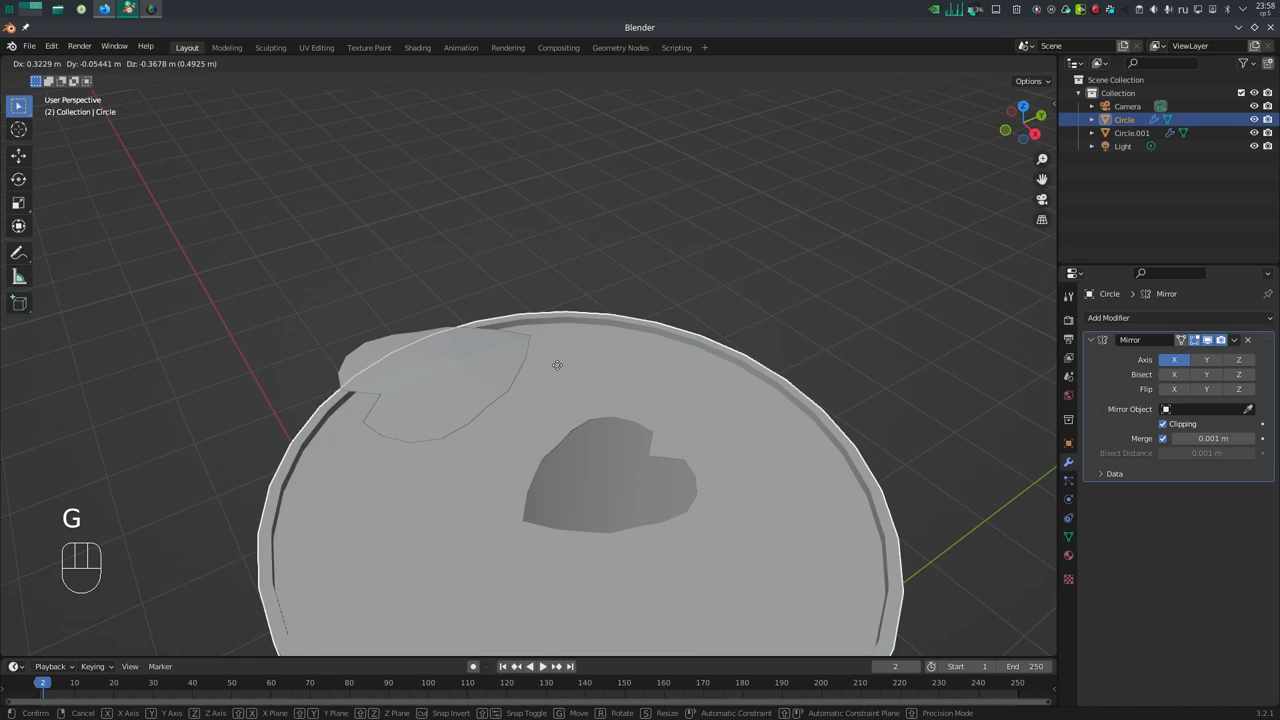 3%
ru
23:58
ср 5
Blender
File Edit Render Window Help
Layout Modeling Sculpting UV Editing Texture Paint Shading Animation Rendering Compositing Geometry Nodes Scripting +
Scene
ViewLayer
Dx: 0.3229 m Dy: -0.05441 m Dz: -0.3678 m (0.4925 m)
Options
User Perspective
(2) Collection | Circle
Z
Y
X
G
Scene Collection
Collection
Camera
Circle
Circle.001
Light
Circle > Mirror
Add Modifier
Mirror
Axis X Y Z
Bisect X Y Z
Flip X Y Z
Mirror Object
Clipping
Merge 0.001 m
Bisect Distance 0.001 m
Data
Playback Keying View Marker
2 Start 1 End 250
2 10 20 30 40 50 60 70 80 90 100 110 120 130 140 150 160 170 180 190 200 210 220 230 240 250
Confirm Cancel X X Axis Y Y Axis Z Z Axis X X Plane Y Y Plane Z Z Plane Snap Invert Snap Toggle G Move R Rotate S Resize Automatic Constraint Automatic Constraint Plane Precision Mode 3.2.1